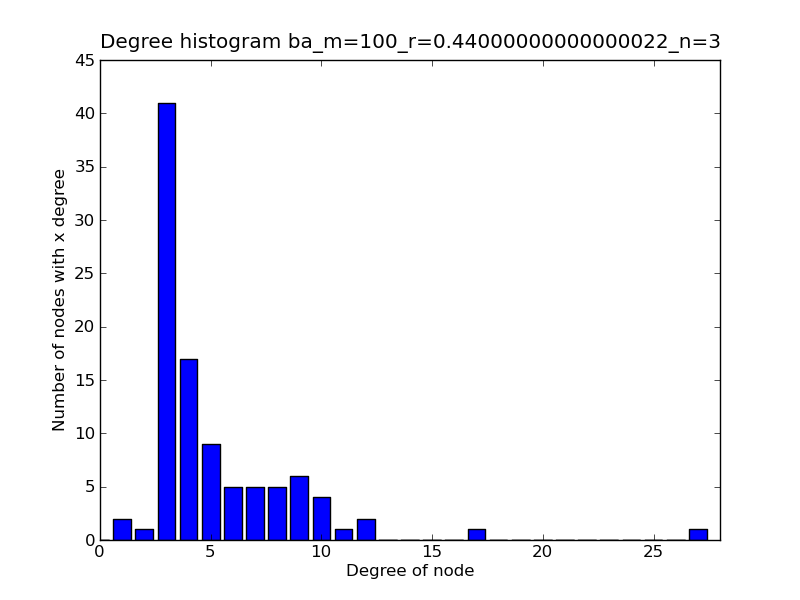 Degree histogram ba_m=100_r=0.44000000000000022_n=3
45
40
35
30
25
20
15
10
5
0
Number of nodes with x degree
0 5 10 15 20 25
Degree of node